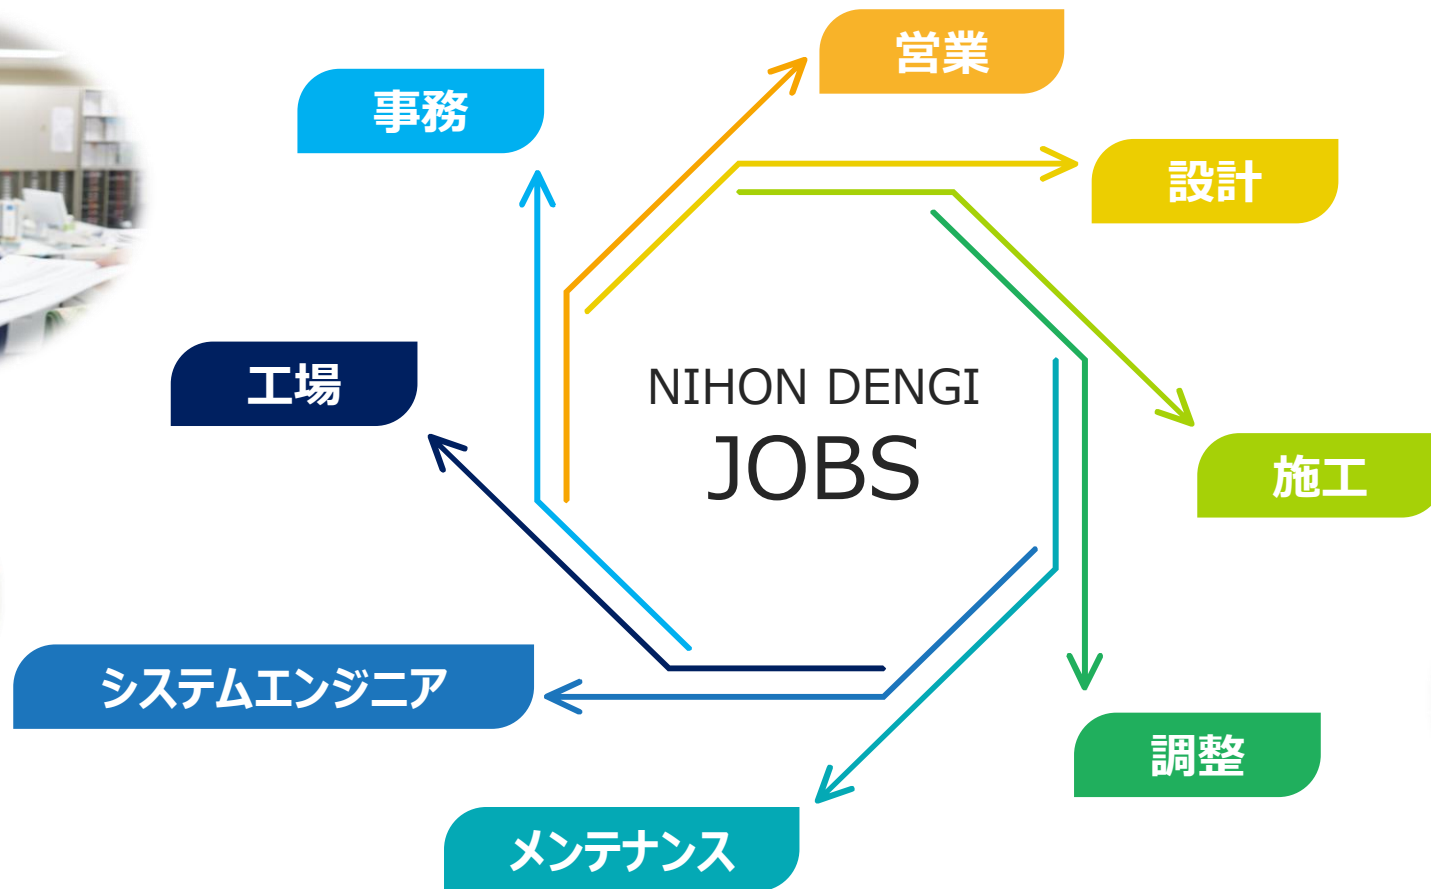 営業
事務
設計
工場
NIHON DENGI
JOBS
施工
システムエンジニア
調整
メンテナンス